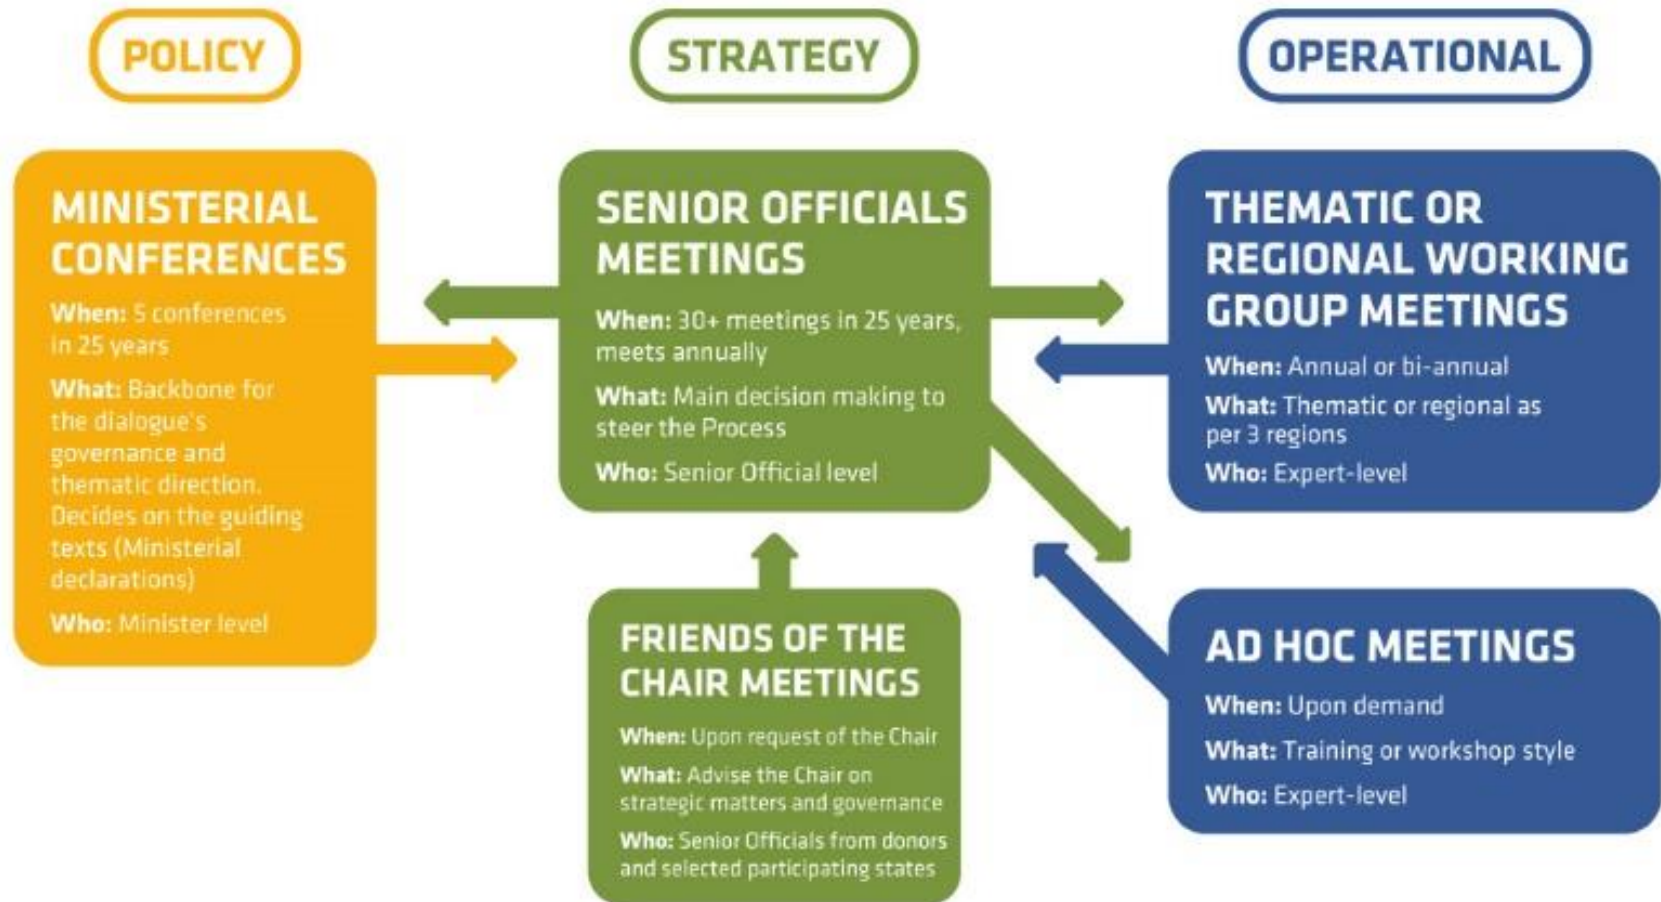 POLICY
STRATEGY
OPERATIONAL
MINISTERIAL
CONFERENCES
When: 5 conferences
in 25 years
What: Backbone for
the dialogue's
governance and
thematic direction.
Decides on the guiding
texts (Ministerial
declarations)
Who: Minister level
SENIOR OFFICIALS
MEETINGS
When: 30+ meetings in 25 years,
meets annually
What: Main decision making to
steer the Process
Who: Senior Official level
FRIENDS OF THE
CHAIR MEETINGS
When: Upon request of the Chair
What: Advise the Chair on
strategic matters and governance
Who: Senior Officials from donors
and selected participating states
THEMATIC OR
REGIONAL WORKING
GROUP MEETINGS
When: Annual or bi-annual
What: Thematic or regional as
per 3 regions
Who: Expert-level
AD HOC MEETINGS
When: Upon demand
What: Training or workshop style
Who: Expert-level